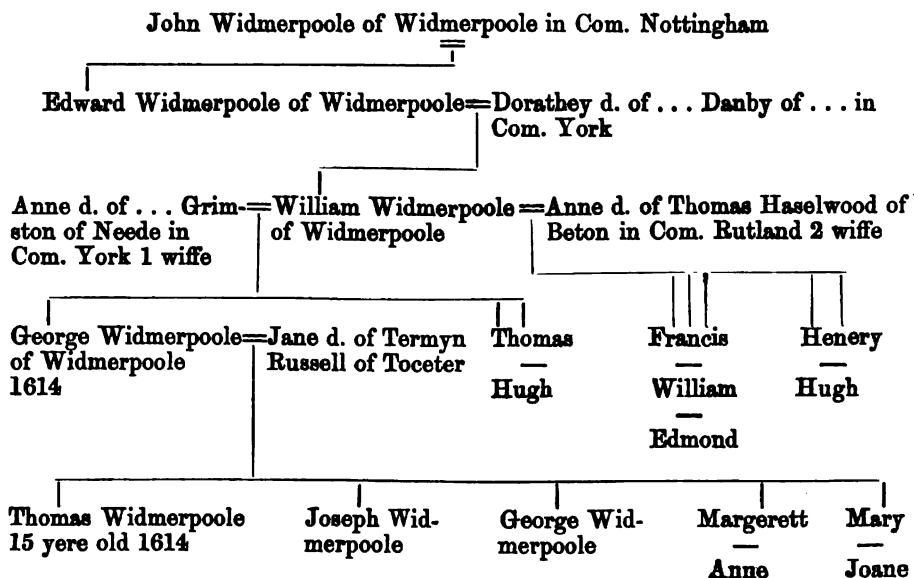 John Widmerpoole of Widmerpoole in Com. Nottingham
Edward Widmerpoole of Widmerpoole=Dorathey d. of . . . Danby of . . . in
Com. York
Anne d. of . . . Grim-=William Widmerpoole=Anne d. of Thomas Haselwood of
ston of Neede in of Widmerpoole Beton in Com. Rutland 2 wiffe
Com. York 1 wiffe
George Widmerpoole=Jane d. of Termyn Thomas Francis Henery
of Widmerpoole Russell of Toceter
1614 Hugh William Hugh
Edmond
Thomas Widmerpoole Joseph Wid- George Wid- Margerett Mary
15 yere old 1614 merpoole merpoole
Anne Joane